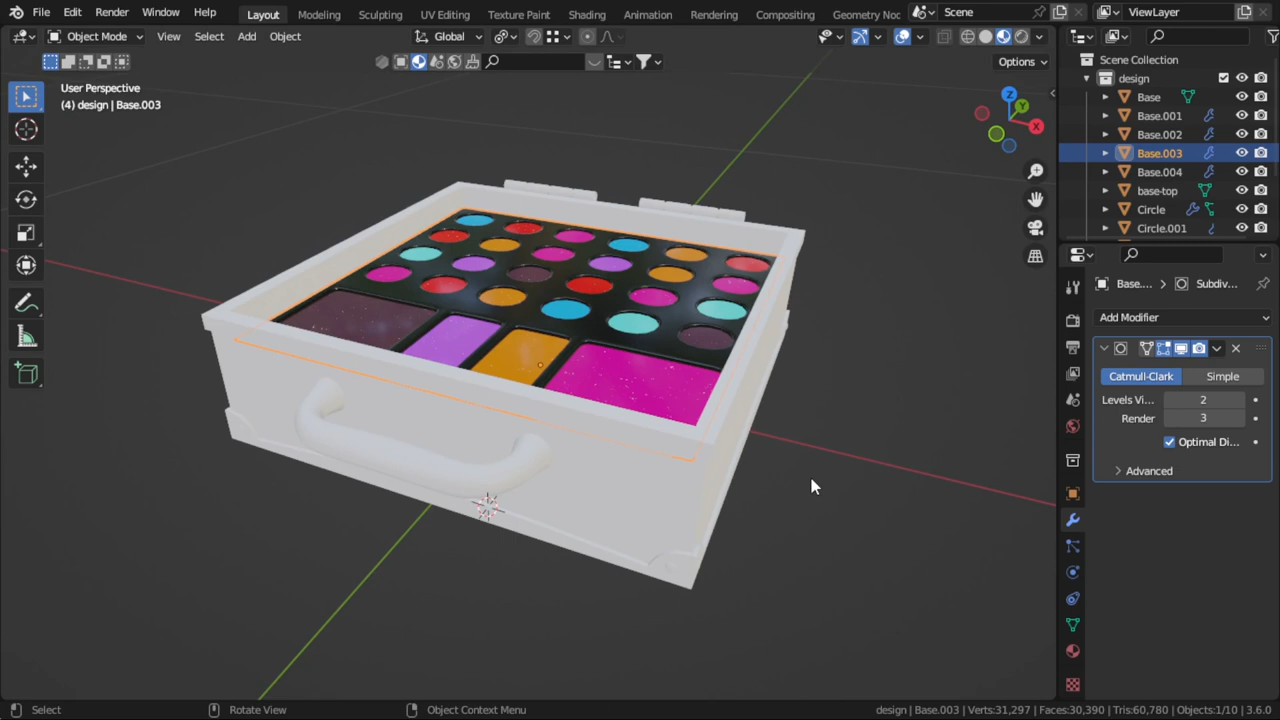 File Edit Render Window Help Layout Modeling Sculpting UV Editing Texture Paint Shading Animation Rendering Compositing Geometry Noc Scene ViewLayer
Object Mode View Select Add Object Global
Options
User Perspective
(4) design | Base.003
Z
Y
X
Scene Collection
design
Base
Base.001
Base.002
Base.003
Base.004
base-top
Circle
Circle.001
Base.... Subdiv...
Add Modifier
Catmull-Clark Simple
Levels Vi... 2
Render 3
Optimal Di...
Advanced
Select Rotate View Object Context Menu design | Base.003 | Verts:31,297 | Faces:30,390 | Tris:60,780 | Objects:1/10 | 3.6.0